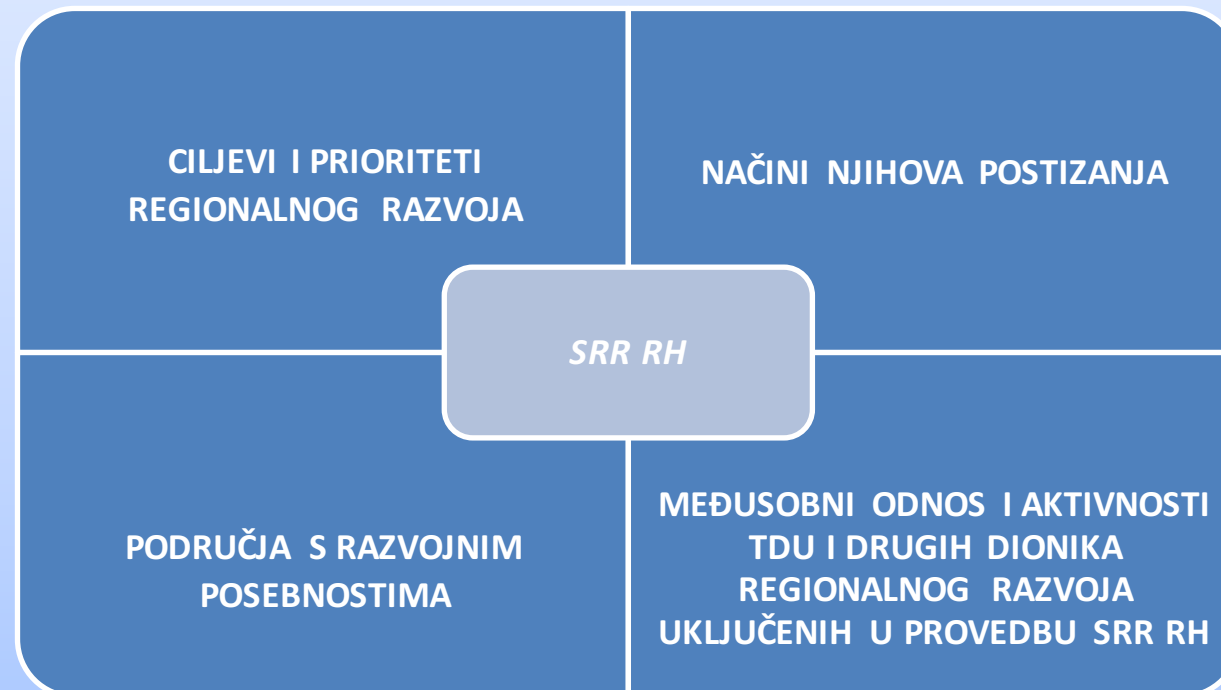 CILJEVI I PRIORITETI
REGIONALNOG RAZVOJA
NAČINI NJIHOVA POSTIZANJA
SRR RH
PODRUČJA S RAZVOJNIM
POSEBNOSTIMA
MEĐUSOBNI ODNOS I AKTIVNOSTI
TDU I DRUGIH DIONIKA
REGIONALNOG RAZVOJA
UKLJUČENIH U PROVEDBU SRR RH